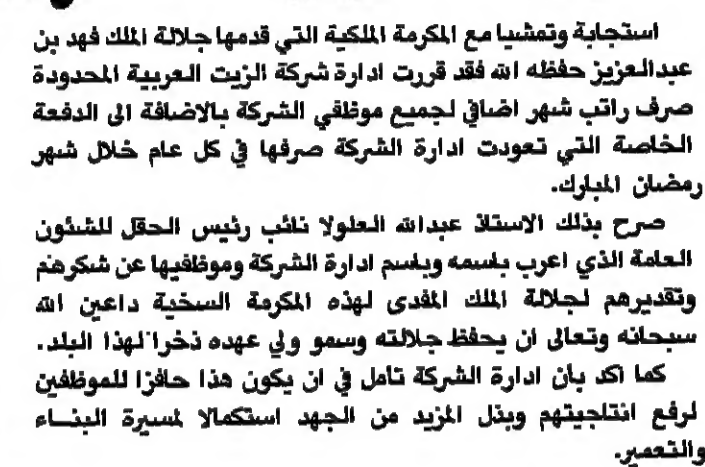 استجابة وتمشيا مع المكرمة الملكية التي قدمها جلالة الملك فهد بن
عبدالعزيز حفظه الله فقد قررت ادارة شركة الزيت العربية المحدودة
صرف راتب شهر اضافي لجميع موظفي الشركة بالاضافة الى الدفعة
الخاصة التي تعودت ادارة الشركة صرفها في كل عام خلال شهر
رمضان المبارك.
صرح بذلك الاستاذ عبدالله العلولا نائب رئيس الحقل للشئون
العامة الذي اعرب باسمه وباسم ادارة الشركة وموظفيها عن شكرهم
وتقديرهم لجلالة الملك المفدى لهذه المكرمة السخية داعين الله
سبحانه وتعالى ان يحفظ جلالته وسمو ولي عهده ذخرا لهذا البلد.
كما اكد بأن ادارة الشركة تأمل في ان يكون هذا حافزا للموظفين
لرفع انتاجيتهم وبذل المزيد من الجهد استكمالا لمسيرة البناء
والتعمير.